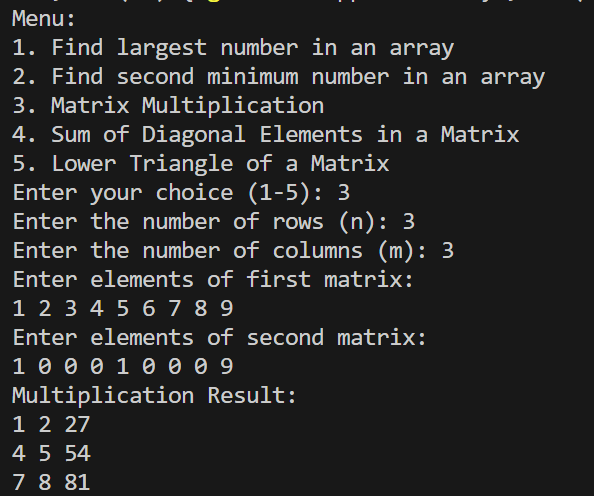 Menu:
1. Find largest number in an array
2. Find second minimum number in an array
3. Matrix Multiplication
4. Sum of Diagonal Elements in a Matrix
5. Lower Triangle of a Matrix
Enter your choice (1-5): 3
Enter the number of rows (n): 3
Enter the number of columns (m): 3
Enter elements of first matrix:
1 2 3 4 5 6 7 8 9
Enter elements of second matrix:
1 0 0 0 1 0 0 0 9
Multiplication Result:
1 2 27
4 5 54
7 8 81